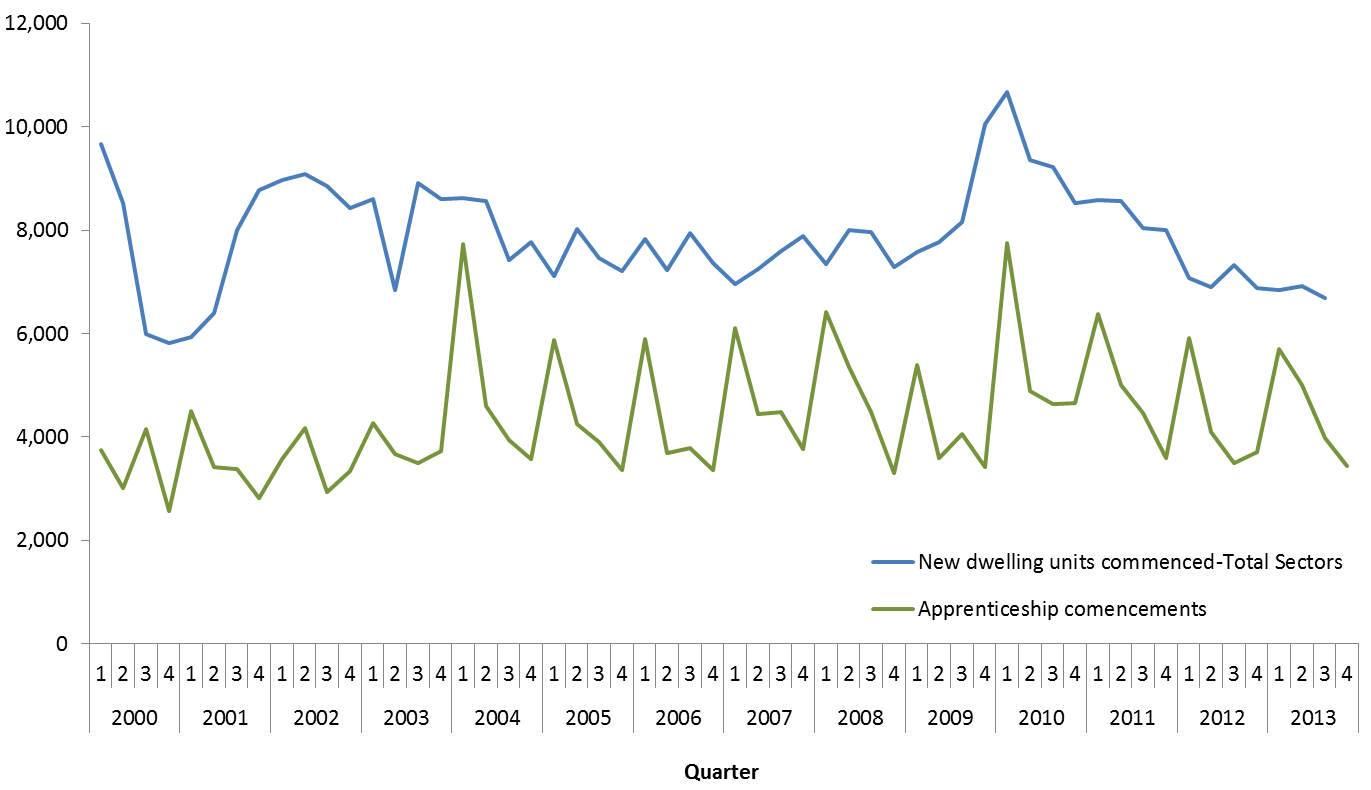 12,000
10,000
8,000
6,000
4,000
2,000
0
New dwelling units commenced-Total Sectors
Apprenticeship comencements
1 2 3 4 1 2 3 4 1 2 3 4 1 2 3 4 1 2 3 4 1 2 3 4 1 2 3 4 1 2 3 4 1 2 3 4 1 2 3 4 1 2 3 4 1 2 3 4 1 2 3 4 1 2 3 4
2000 2001 2002 2003 2004 2005 2006 2007 2008 2009 2010 2011 2012 2013
Quarter